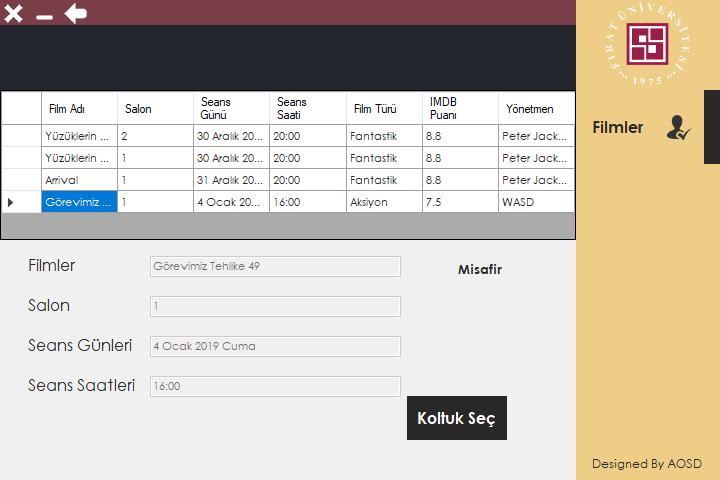 FIRAT ÜNİVERSİTESİ
1975
Film Adı Salon Seans Günü Seans Saati Film Türü IMDB Puanı Yönetmen
Yüzüklerin ... 2 30 Aralık 20... 20:00 Fantastik 8.8 Peter Jack...
Yüzüklerin ... 1 30 Aralık 20... 20:00 Fantastik 8.8 Peter Jack...
Arrival 1 31 Aralık 20... 20:00 Fantastik 8.8 Peter Jack...
Görevimiz ... 1 4 Ocak 20... 16:00 Aksiyon 7.5 WASD
Filmler
Filmler Görevimiz Tehlike 49
Misafir
Salon 1
Seans Günleri 4 Ocak 2019 Cuma
Seans Saatleri 16:00
Koltuk Seç
Designed By AOSD